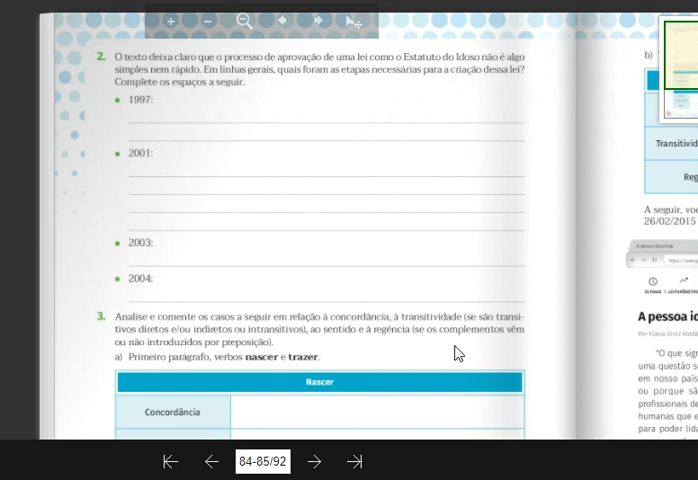 2. O texto deixa claro que o processo de aprovação de uma lei como o Estatuto do Idoso não é algo
simples nem rápido. Em linhas gerais, quais foram as etapas necessárias para a criação dessa lei?
Complete os espaços a seguir.
• 1997:
• 2001:
• 2003:
• 2004:
3. Analise e comente os casos a seguir em relação à concordância, à transitividade (se são transi-
tivos diretos e/ou indiretos ou intransitivos), ao sentido e à regência (se os complementos vêm
ou não introduzidos por preposição).
a) Primeiro parágrafo, verbos nascer e trazer.
Nascer
Concordância
b)
Transitivid
Reg
A seguir, voc
26/02/2015
A pessoa id
"O que sign
uma questão s
em nosso país
ou porque sã
profissionais de
humanas que e
para poder lida
84-85/92